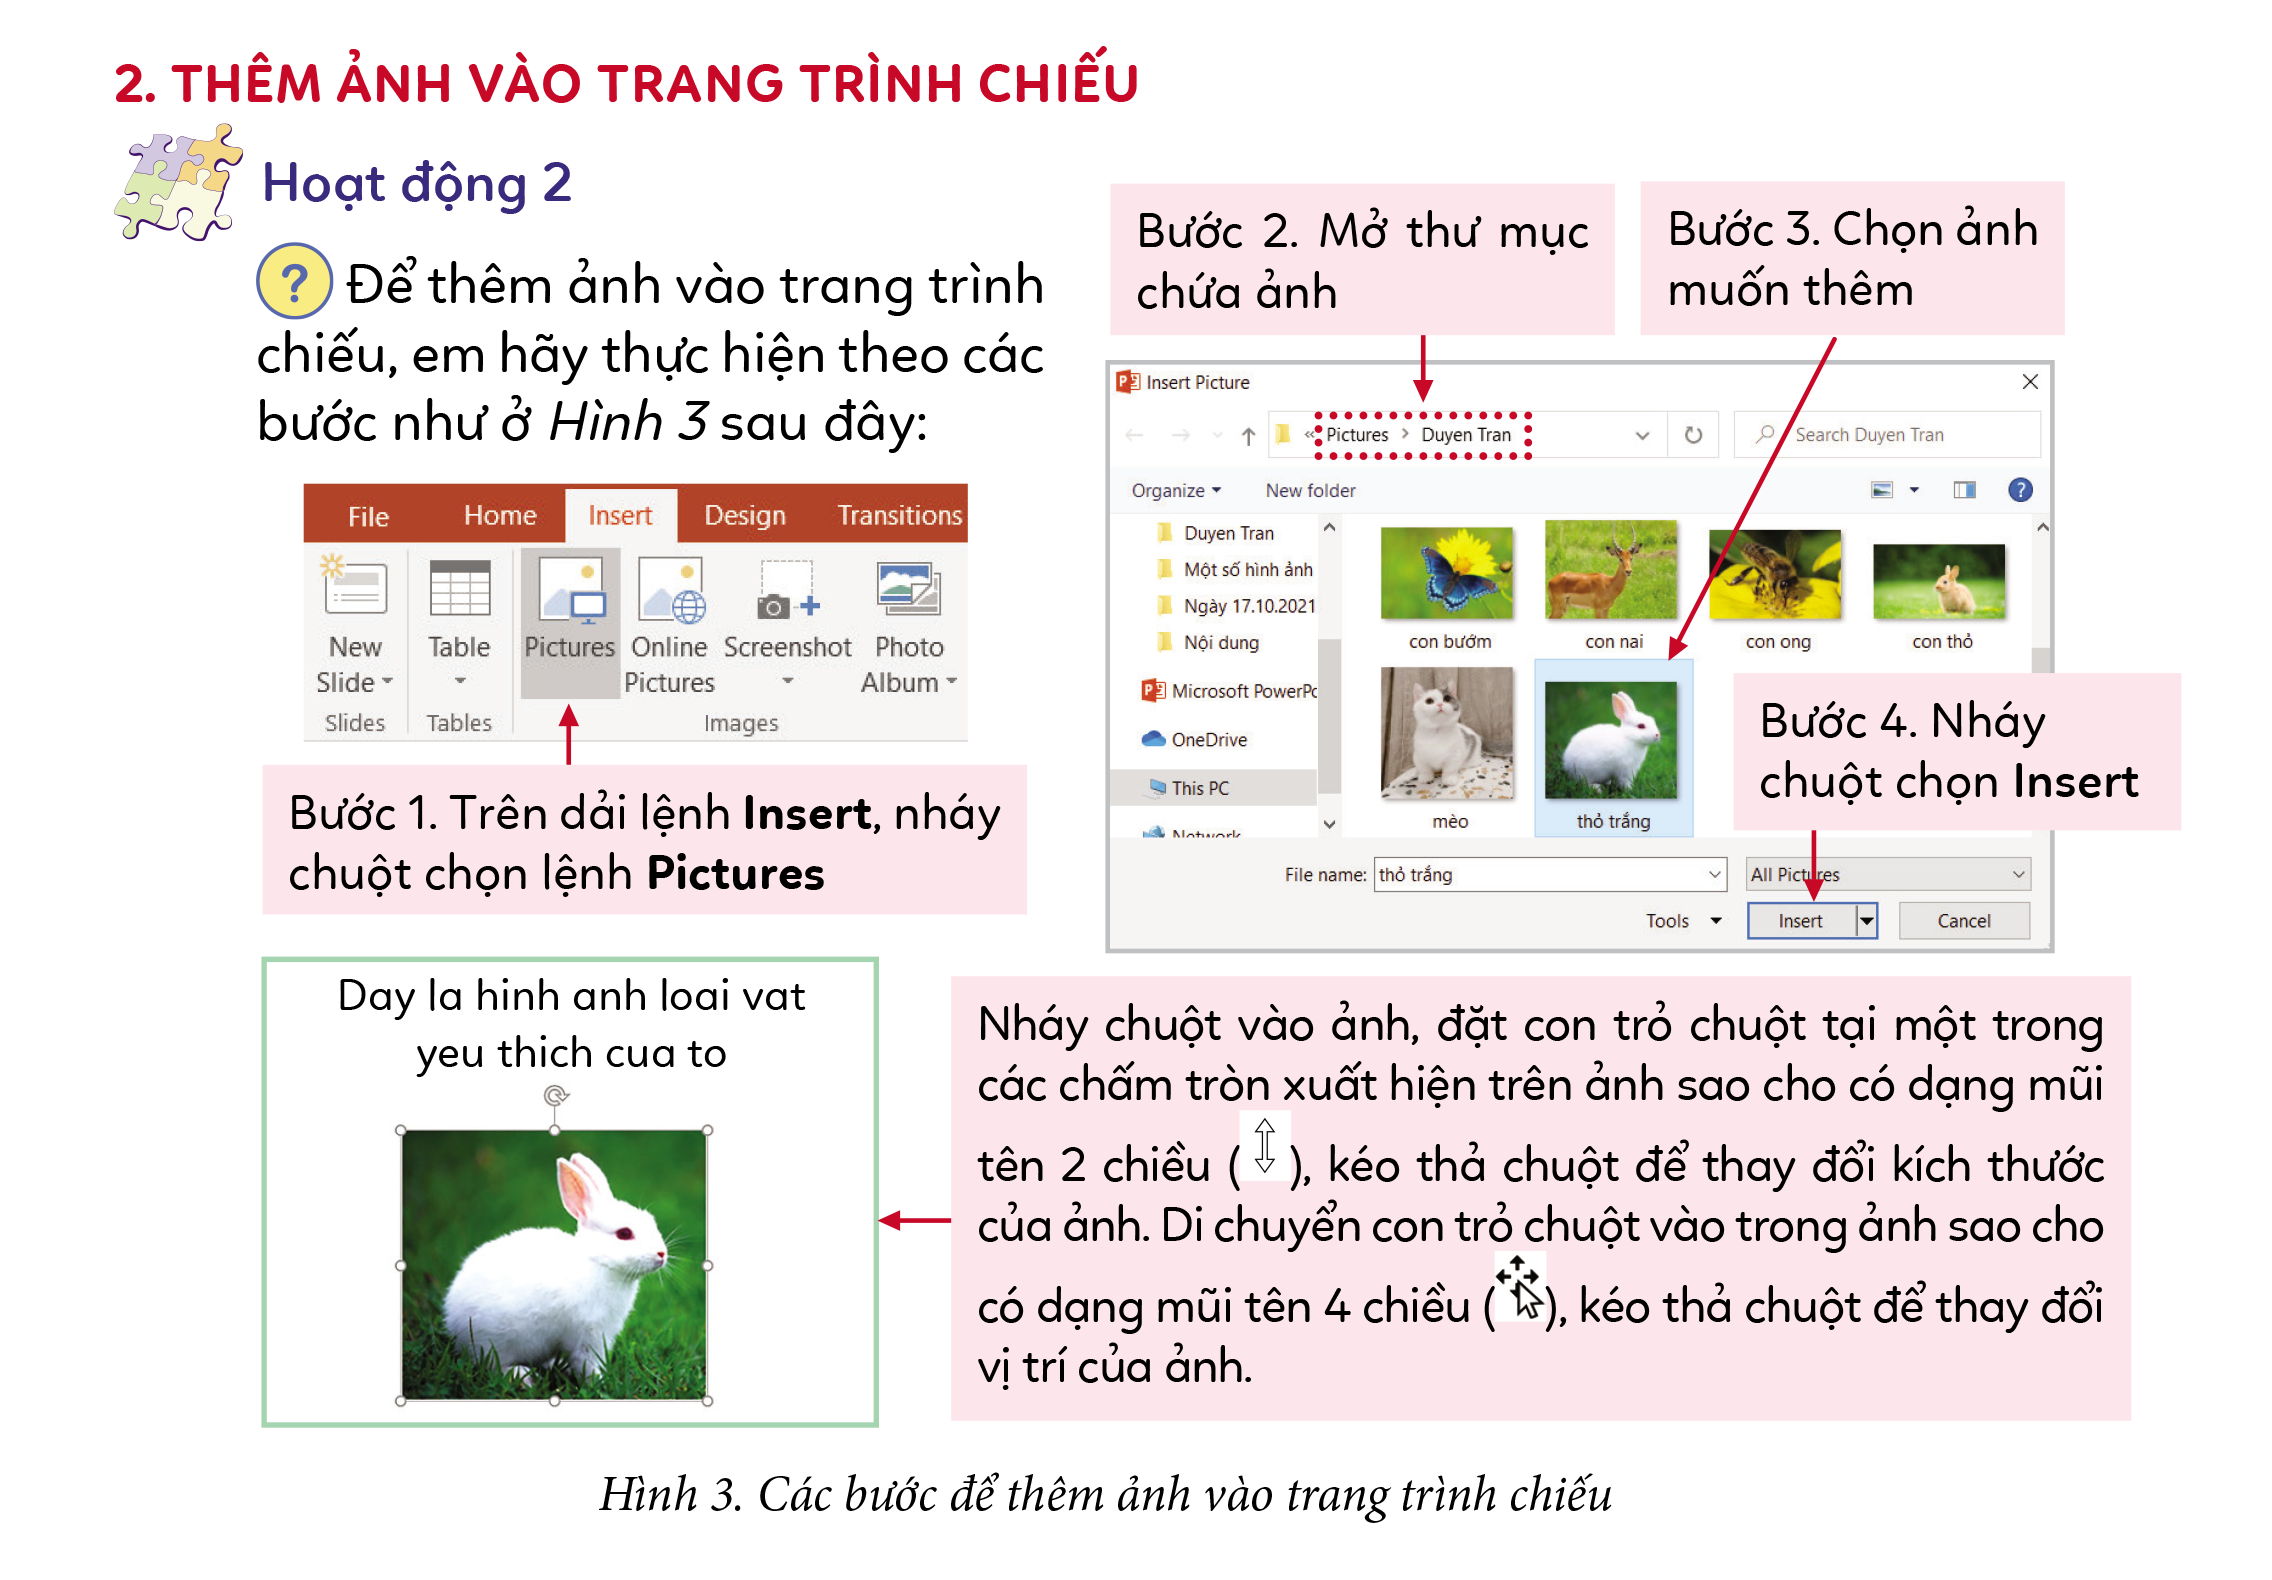 2. THÊM ẢNH VÀO TRANG TRÌNH CHIẾU
Hoạt động 2
? Để thêm ảnh vào trang trình
chiếu, em hãy thực hiện theo các
bước như ở Hình 3 sau đây:
File Home Insert Design Transitions
New
Slide
Table
Pictures
Online
Pictures
Screenshot
Photo
Album
Slides Tables Images
Bước 1. Trên dải lệnh Insert, nháy
chuột chọn lệnh Pictures
Bước 2. Mở thư mục
chứa ảnh
Bước 3. Chọn ảnh
muốn thêm
Insert Picture
« Pictures > Duyen Tran
Search Duyen Tran
Organize New folder ?
Duyen Tran
Một số hình ảnh
Ngày 17.10.2021
Nội dung
Microsoft PowerPo
OneDrive
This PC
Network
con bướm con nai con ong con thỏ
mèo thỏ trắng
Bước 4. Nháy
chuột chọn Insert
File name: thỏ trắng All Pictures
Tools Insert Cancel
Day la hinh anh loai vat
yeu thich cua to
Nháy chuột vào ảnh, đặt con trỏ chuột tại một trong
các chấm tròn xuất hiện trên ảnh sao cho có dạng mũi
tên 2 chiều (⇕), kéo thả chuột để thay đổi kích thước
của ảnh. Di chuyển con trỏ chuột vào trong ảnh sao cho
có dạng mũi tên 4 chiều (), kéo thả chuột để thay đổi
vị trí của ảnh.
Hình 3. Các bước để thêm ảnh vào trang trình chiếu